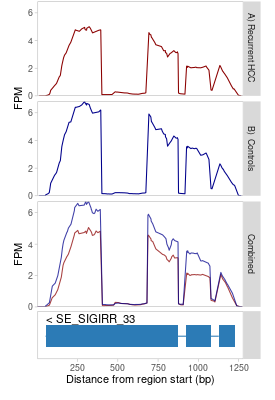 6
4
2
0
FPM
A) Recurrent HCC
6
4
2
0
B) Controls
6
4
2
0
FPM
Combined
< SE_SIGIRR_33
250
500
750
1000
1250
Distance from region start (bp)